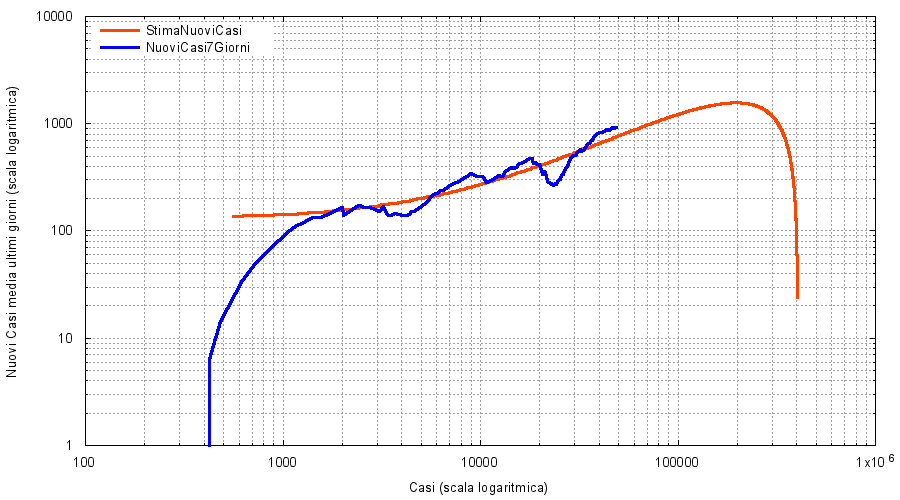 10000
1000
100
10
1
StimaNuoviCasi
NuoviCasi7Giorni
Nuovi Casi media ultimi giorni (scala logaritmica)
100 1000 10000 100000 1x10 6
Casi (scala logaritmica)